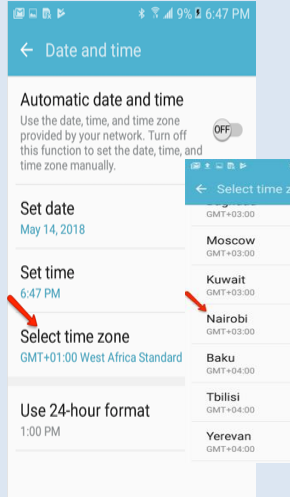 9% 6:47 PM
Date and time
Automatic date and time
Use the date, time, and time zone
provided by your network. Turn off
this function to set the date, time, and
time zone manually.
OFF
Set date
May 14, 2018
Set time
6:47 PM
Select time zone
GMT+01:00 West Africa Standard
Use 24-hour format
1:00 PM
Select time z
GMT+03:00
Moscow
GMT+03:00
Kuwait
GMT+03:00
Nairobi
GMT+03:00
Baku
GMT+04:00
Tbilisi
GMT+04:00
Yerevan
GMT+04:00